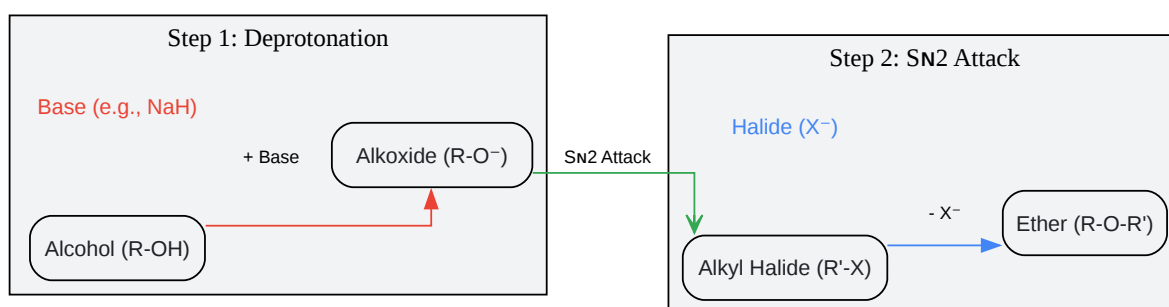 Step 1: Deprotonation
Base (e.g., NaH)
+ Base
Alkoxide (R-O⁻)
Alcohol (R-OH)
Sɴ2 Attack
Step 2: Sɴ2 Attack
Halide (X⁻)
- X⁻
Ether (R-O-R')
Alkyl Halide (R'-X)